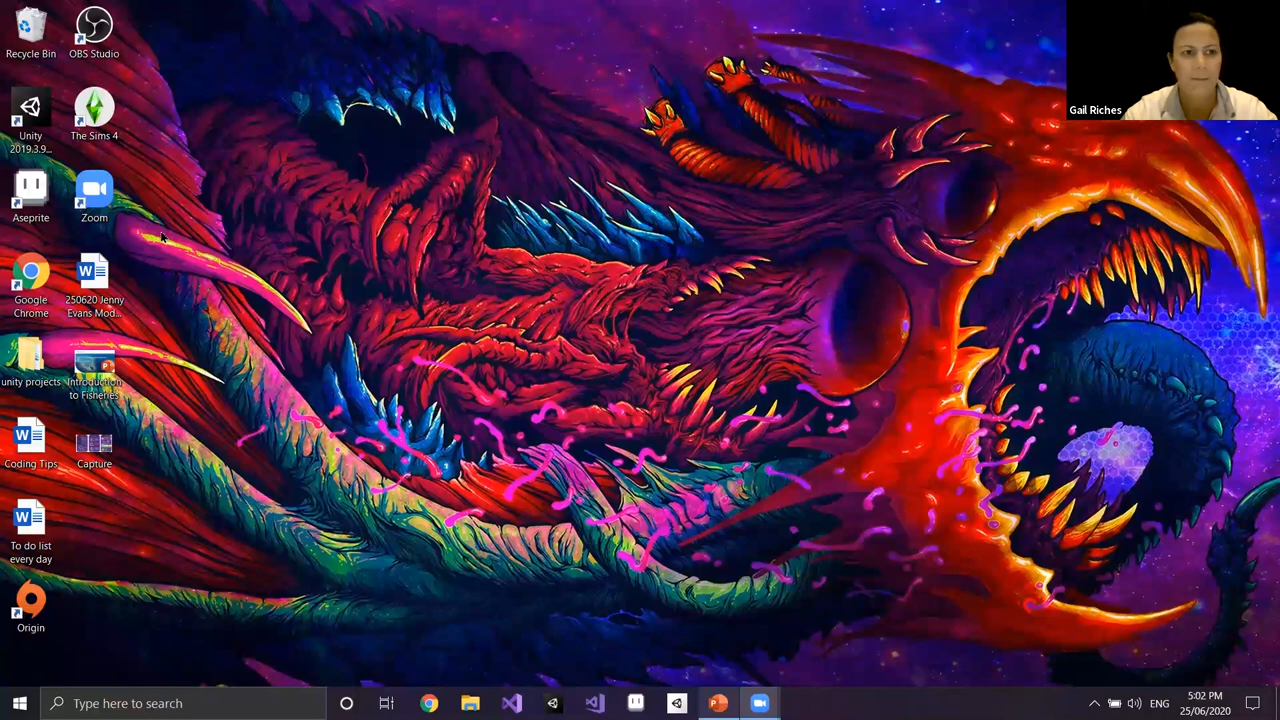 Recycle Bin
OBS Studio
Unity
2019.3.9...
The Sims 4
Aseprite
Zoom
Google
Chrome
250620 Jenny
Evans Mod...
unity projects
Introduction
to Fisheries
Coding Tips
Capture
To do list
every day
Origin
Gail Riches
Type here to search
ENG
5:02 PM
25/06/2020